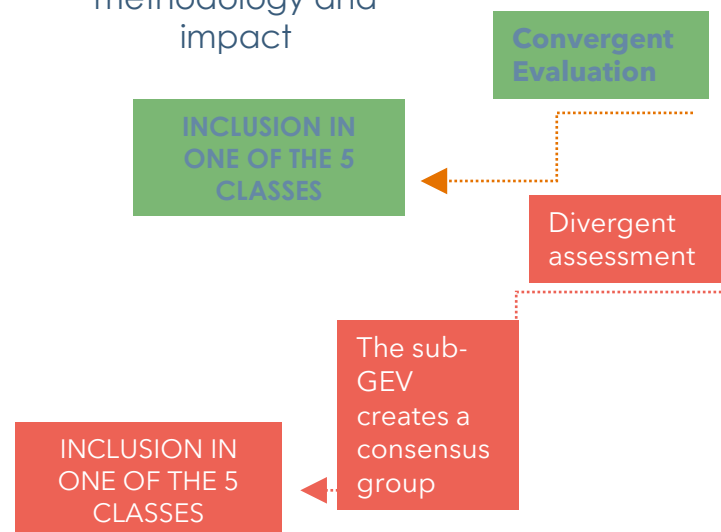 methodology and
impact
Convergent
Evaluation
INCLUSION IN
ONE OF THE 5
CLASSES
Divergent
assessment
The sub-
GEV
creates a
consensus
group
INCLUSION IN
ONE OF THE 5
CLASSES